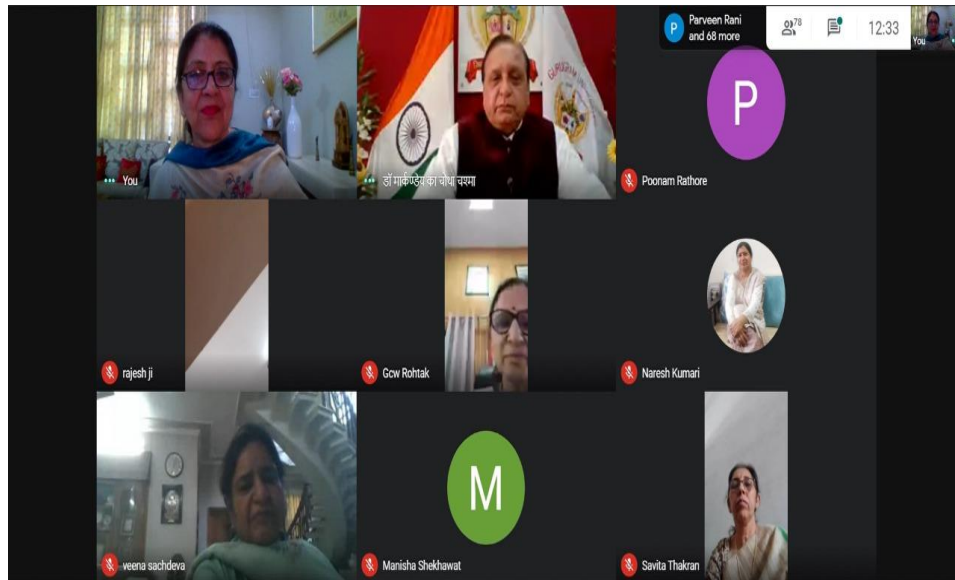 Parveen Rani
and 68 more
P
78
12:33
You
You
डॉ मार्कण्डेय का चौथा चश्मा
GURUGRAM
P
Poonam Rathore
rajesh ji
Gcw Rohtak
Naresh Kumari
veena sachdeva
M
Manisha Shekhawat
Savita Thakran